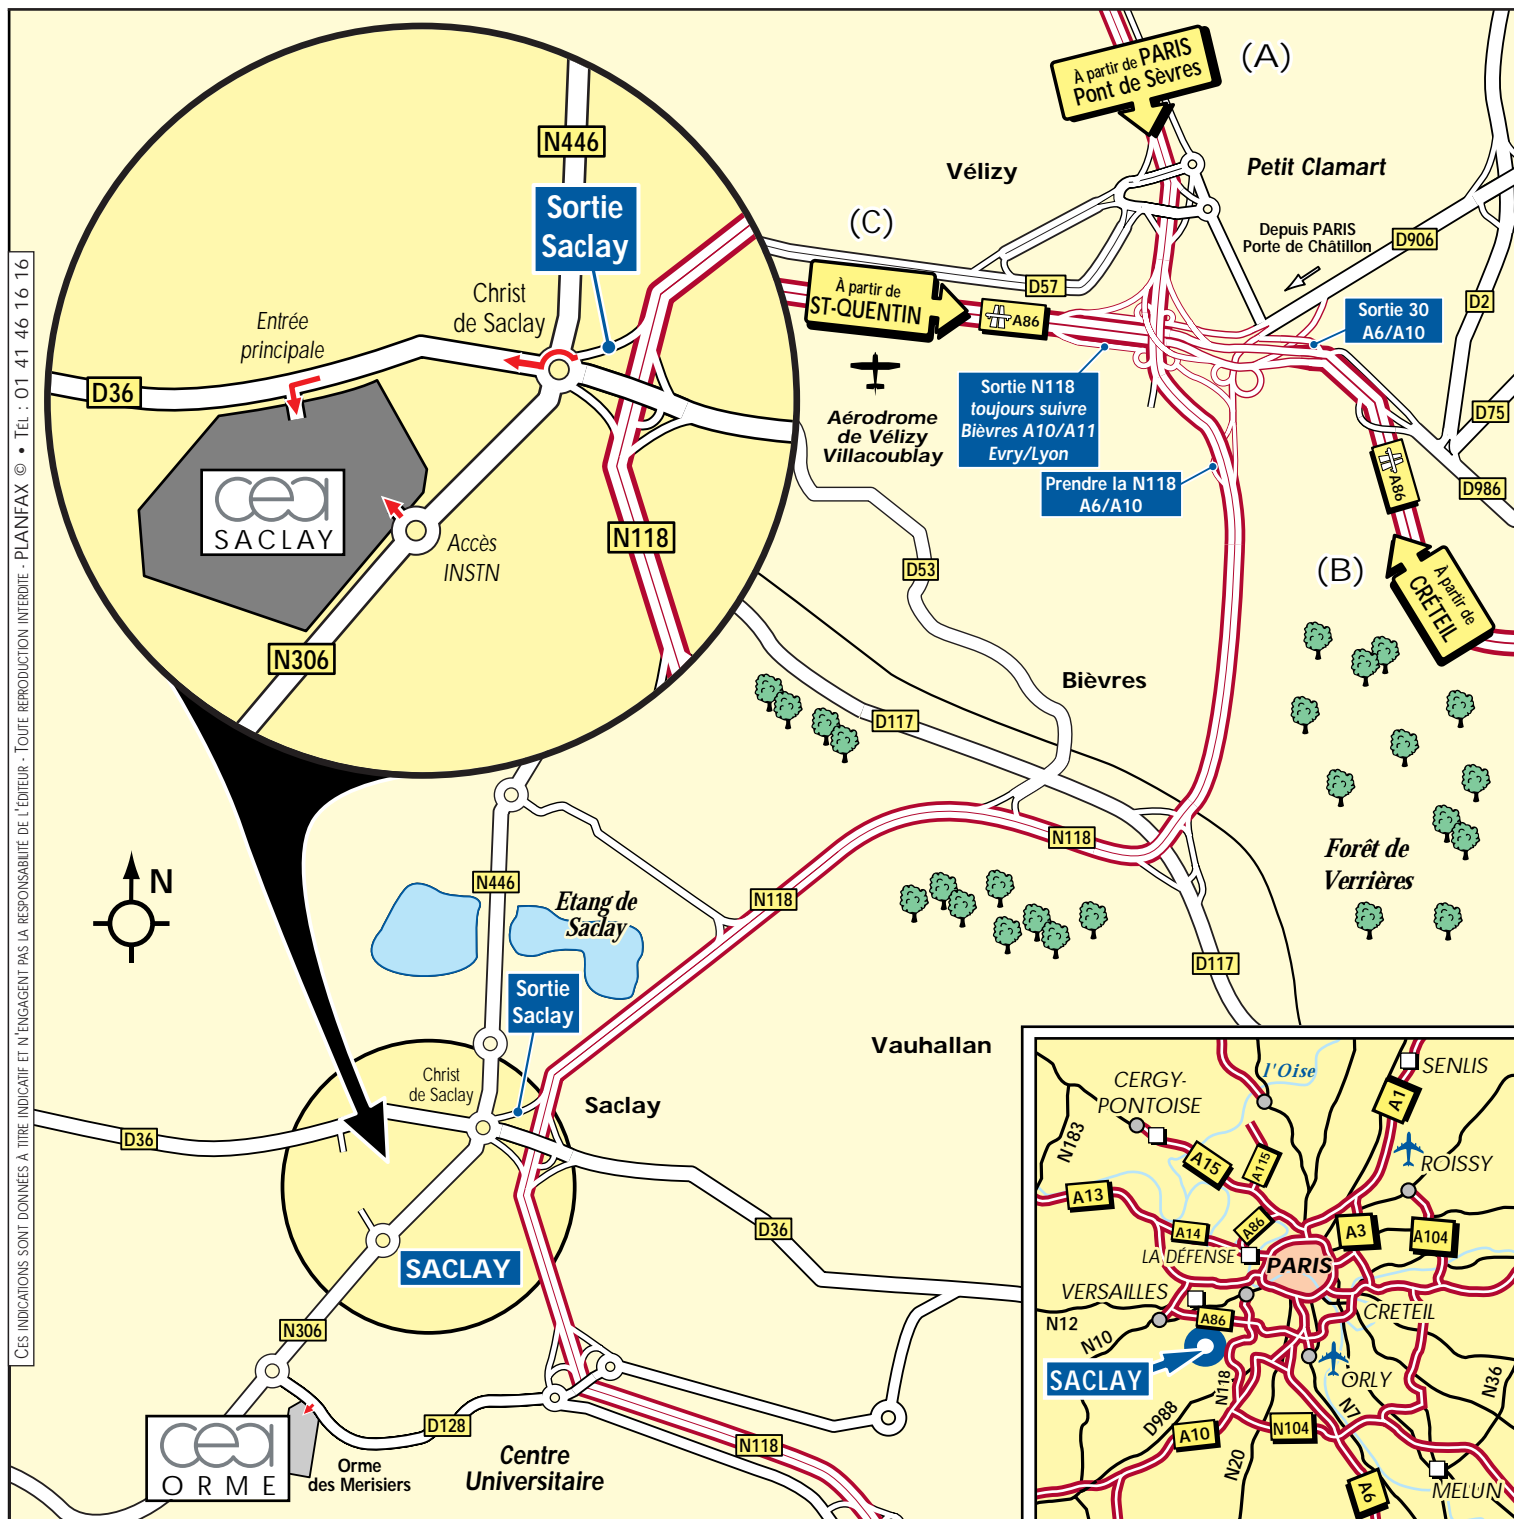 CES INDICATIONS SONT DONNÉES À TITRE INDICATIF ET N'ENGAGENT PAS LA RESPONSABILITÉ DE L'ÉDITEUR - TOUTE REPRODUCTION INTERDITE - PLANFAX © • TÉL : 01 41 46 16 16
N446
Sortie
Saclay
Christ
de Saclay
Entrée
principale
D36
cea
SACLAY
Accès
INSTN
N118
N306
À partir de PARIS
Pont de Sèvres
(A)
Vélizy
Petit Clamart
(C)
Depuis PARIS
Porte de Châtillon
D906
D57
À partir de
ST-QUENTIN
A86
D2
Sortie 30
A6/A10
Sortie N118
toujours suivre
Bièvres A10/A11
Evry/Lyon
Aérodrome
de Vélizy
Villacoublay
D75
Prendre la N118
A6/A10
A86
D986
D53
(B)
À partir de
CRÉTEIL
Bièvres
D117
N118
Forêt de
Verrières
N
N446
Etang de
Saclay
N118
D117
Sortie
Saclay
Vauhallan
Christ
de Saclay
Saclay
D36
D36
SACLAY
N306
D128
cea
ORME
Orme
des Merisiers
Centre
Universitaire
N118
l'Oise
SENLIS
CERGY-
PONTOISE
A1
N183
A15
A115
ROISSY
A13
A14
A86
A3
A104
LA DÉFENSE
PARIS
VERSAILLES
N12
A86
CRETEIL
N10
SACLAY
ORLY
N118
N36
D988
N7
A10
N104
N20
A6
MELUN